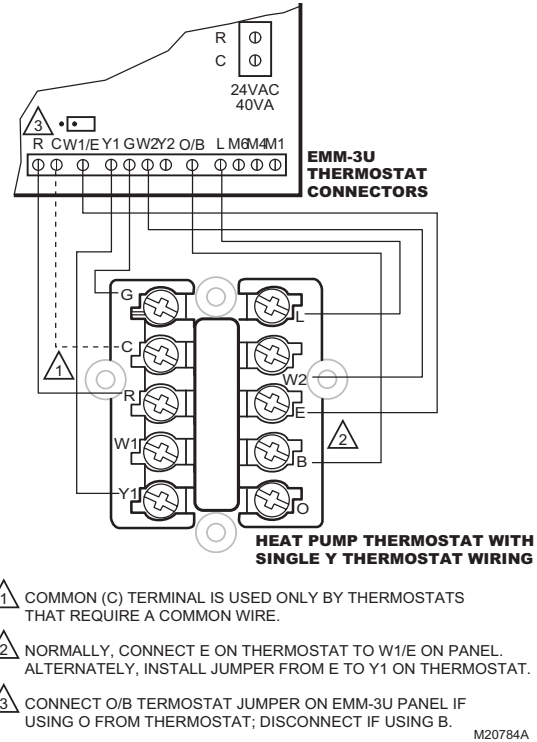 R
C
24VAC
40VA
3
R C W1/E Y1 G W2 Y2 O/B L M6 M4 M1
EMM-3U
THERMOSTAT
CONNECTORS
G
L
C
1
W2
R
E
2
W1
B
Y1
O
HEAT PUMP THERMOSTAT WITH
SINGLE Y THERMOSTAT WIRING
1 COMMON (C) TERMINAL IS USED ONLY BY THERMOSTATS
THAT REQUIRE A COMMON WIRE.
2 NORMALLY, CONNECT E ON THERMOSTAT TO W1/E ON PANEL.
ALTERNATELY, INSTALL JUMPER FROM E TO Y1 ON THERMOSTAT.
3 CONNECT O/B TERMOSTAT JUMPER ON EMM-3U PANEL IF
USING O FROM THERMOSTAT; DISCONNECT IF USING B.
M20784A